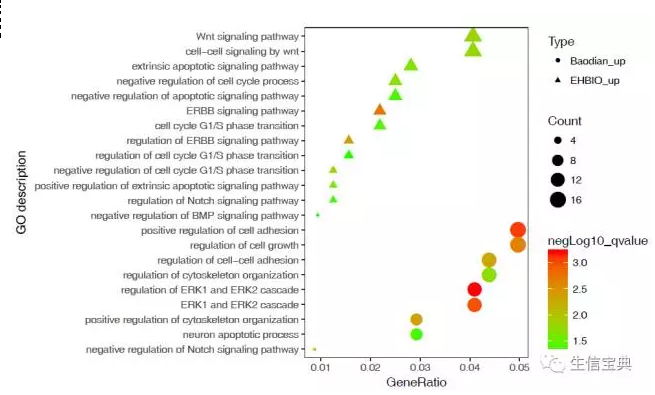 Wnt signaling pathway
cell-cell signaling by wnt
extrinsic apoptotic signaling pathway
negative regulation of cell cycle process
negative regulation of apoptotic signaling pathway
ERBB signaling pathway
cell cycle G1/S phase transition
regulation of ERBB signaling pathway
regulation of cell cycle G1/S phase transition
negative regulation of cell cycle G1/S phase transition
positive regulation of extrinsic apoptotic signaling pathway
regulation of Notch signaling pathway
negative regulation of BMP signaling pathway
positive regulation of cell adhesion
regulation of cell growth
regulation of cell-cell adhesion
regulation of cytoskeleton organization
regulation of ERK1 and ERK2 cascade
ERK1 and ERK2 cascade
positive regulation of cytoskeleton organization
neuron apoptotic process
negative regulation of Notch signaling pathway
GO description
0.01 0.02 0.03 0.04 0.05
GeneRatio
Type
Baodian_up
EHBIO_up
Count
4
8
12
16
negLog10_qvalue
3.0
2.5
2.0
1.5
生信宝典